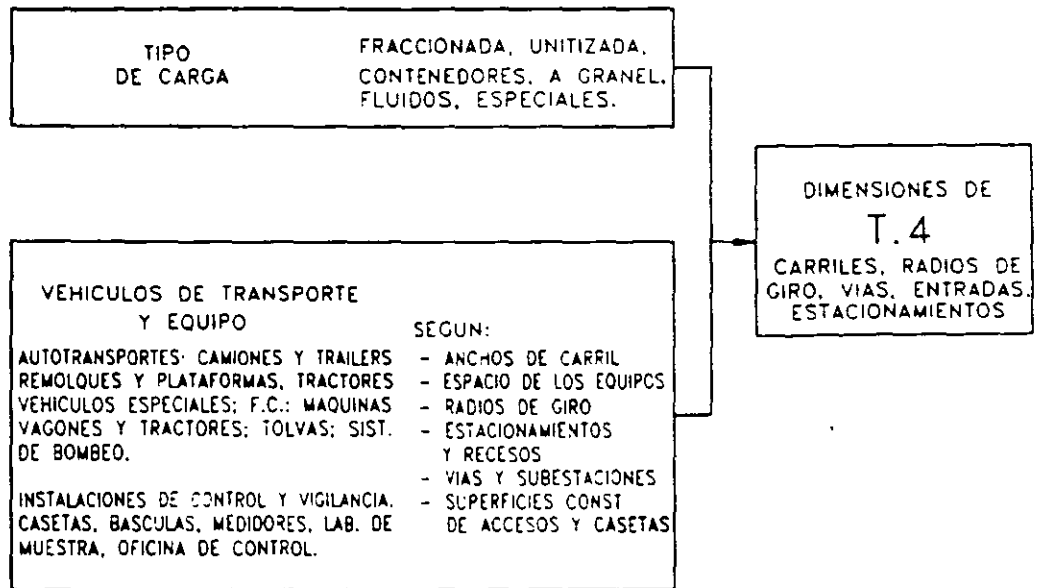 TIPO
DE CARGA
FRACCIONADA, UNITIZADA,
CONTENEDORES, A GRANEL,
FLUIDOS, ESPECIALES.
VEHICULOS DE TRANSPORTE
Y EQUIPO
AUTOTRANSPORTES: CAMIONES Y TRAILERS
REMOLQUES Y PLATAFORMAS, TRACTORES
VEHICULOS ESPECIALES; F.C.: MAQUINAS
VAGONES Y TRACTORES; TOLVAS; SIST.
DE BOMBEO.
INSTALACIONES DE CONTROL Y VIGILANCIA.
CASETAS, BASCULAS, MEDIDORES, LAB. DE
MUESTRA, OFICINA DE CONTROL.
SEGUN:
- ANCHOS DE CARRIL
- ESPACIO DE LOS EQUIPOS
- RADIOS DE GIRO
- ESTACIONAMIENTOS
Y RECESOS
- VIAS Y SUBESTACIONES
- SUPERFICIES CONST
DE ACCESOS Y CASETAS
DIMENSIONES DE
T.4
CARRILES, RADIOS DE
GIRO, VIAS, ENTRADAS.
ESTACIONAMIENTOS